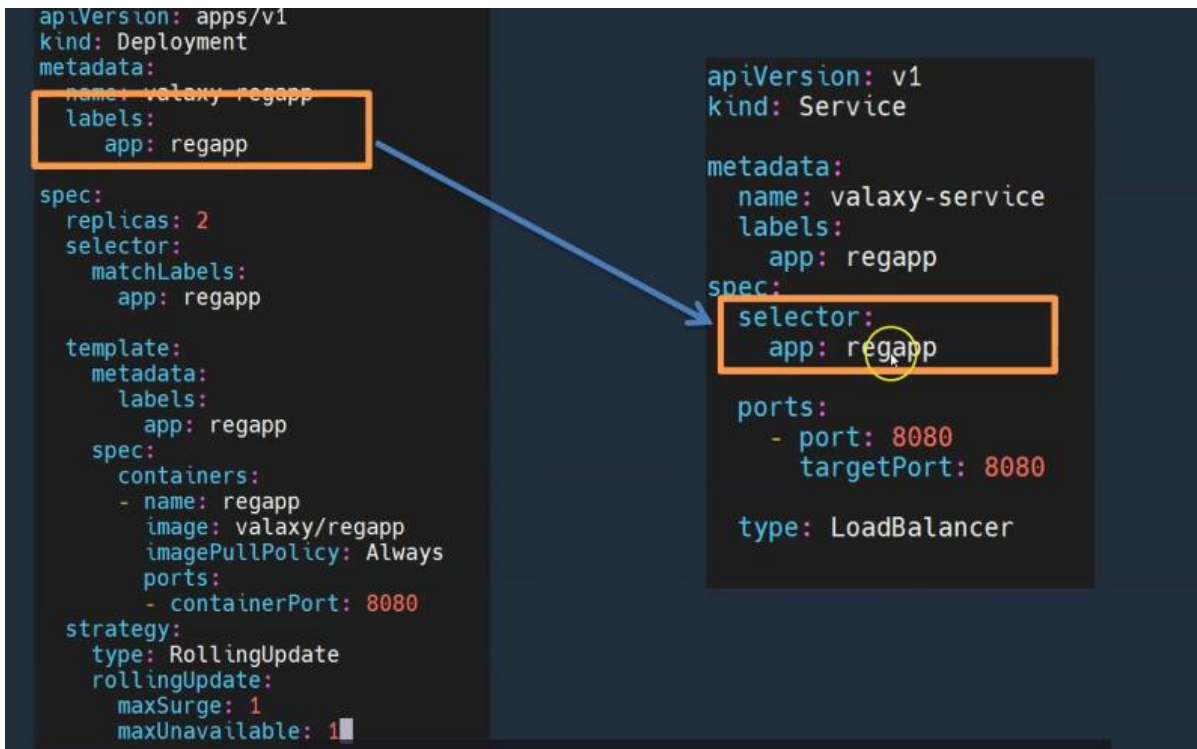 apiVersion: apps/v1
kind: Deployment
metadata:
  name: valaxy-regapp
  labels:
     app: regapp
spec:
  replicas: 2
  selector:
    matchLabels:
      app: regapp
  template:
    metadata:
      labels:
        app: regapp
    spec:
      containers:
      - name: regapp
        image: valaxy/regapp
        imagePullPolicy: Always
        ports:
        - containerPort: 8080
  strategy:
    type: RollingUpdate
    rollingUpdate:
      maxSurge: 1
      maxUnavailable: 1
apiVersion: v1
kind: Service
metadata:
  name: valaxy-service
  labels:
    app: regapp
spec:
  selector:
    app: regapp
  ports:
    - port: 8080
      targetPort: 8080
  type: LoadBalancer